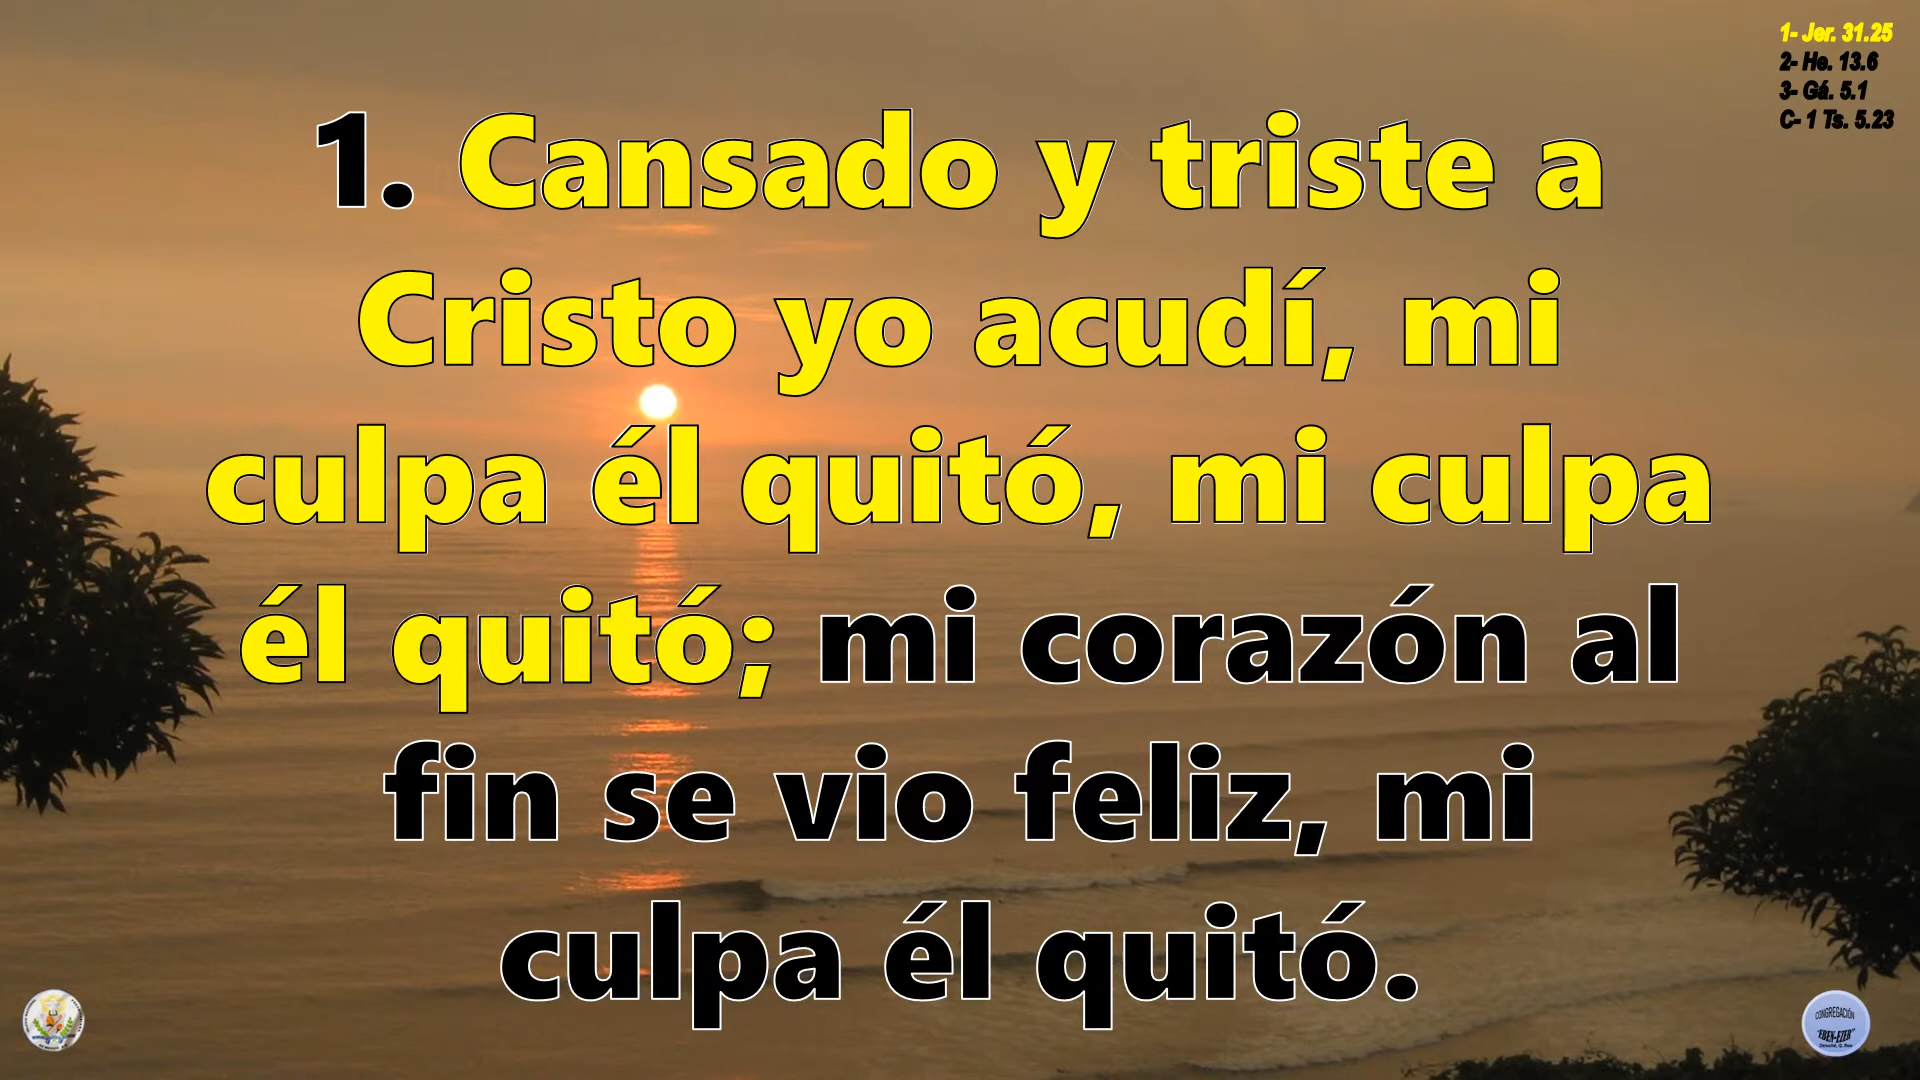 1- Jer. 31.25
2- He. 13.6
3- Gá. 5.1
C- 1 Ts. 5.23
1. Cansado y triste a
Cristo yo acudí, mi
culpa él quitó, mi culpa
él quitó; mi corazón al
fin se vio feliz, mi
culpa él quitó.
CONGREGACIÓN
"EBEN-EZER"